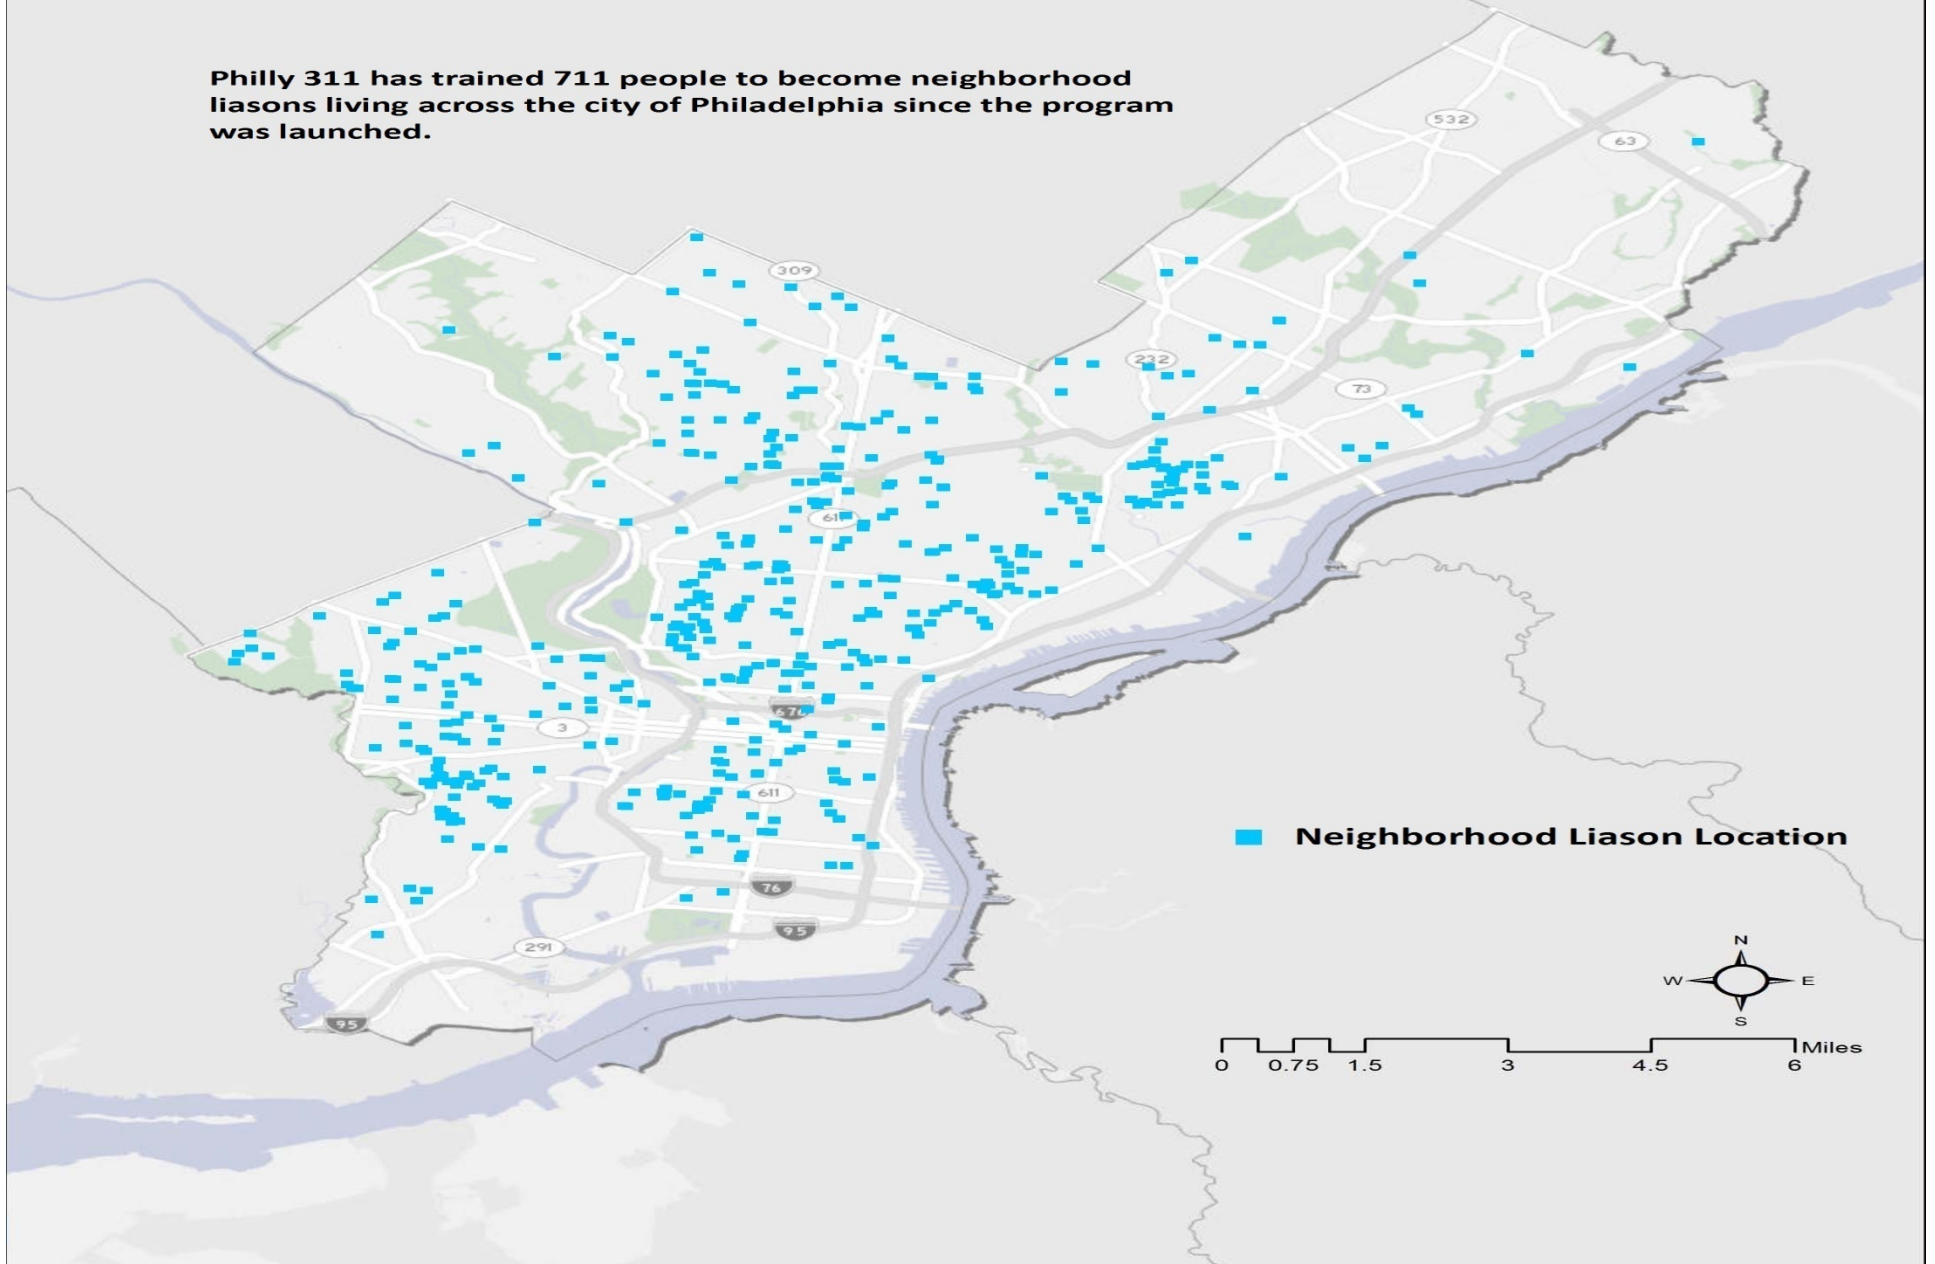 Philly 311 has trained 711 people to become neighborhood
liasons living across the city of Philadelphia since the program
was launched.
532
63
309
232
73
611
676
3
611
Neighborhood Liason Location
76
95
291
N
W E
S
95
0 0.75 1.5 3 4.5 6 Miles